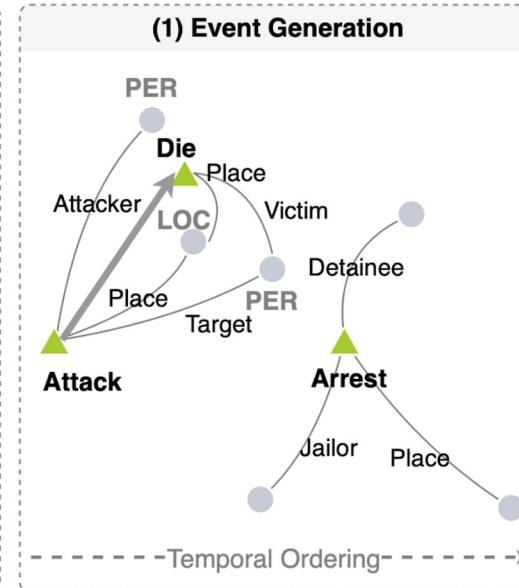 (1) Event Generation
PER
Die
Place
Attacker
LOC
Victim
Detainee
Place
PER
Target
Attack
Arrest
Jailor
Place
Temporal Ordering